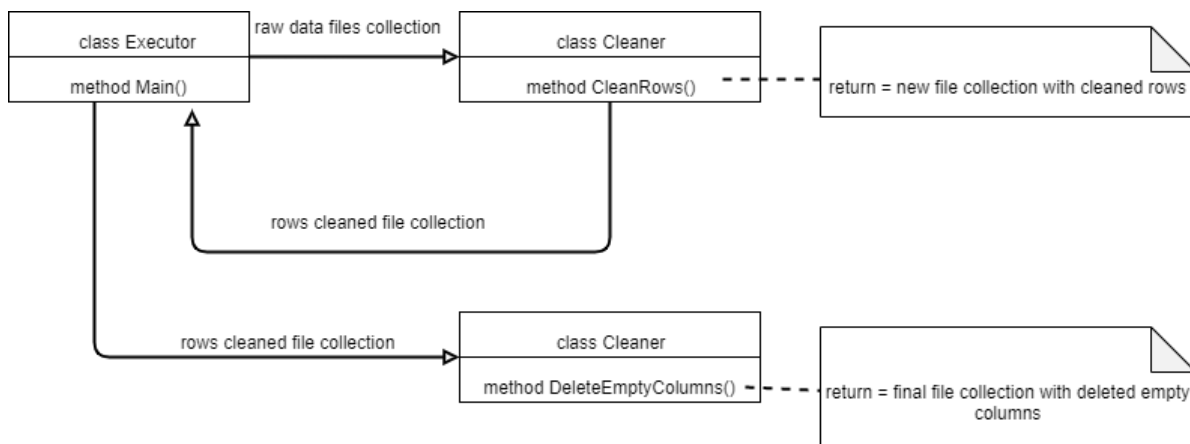 class Executor
method Main()
raw data files collection
class Cleaner
method CleanRows()
return = new file collection with cleaned rows
rows cleaned file collection
rows cleaned file collection
class Cleaner
method DeleteEmptyColumns()
return = final file collection with deleted empty
columns